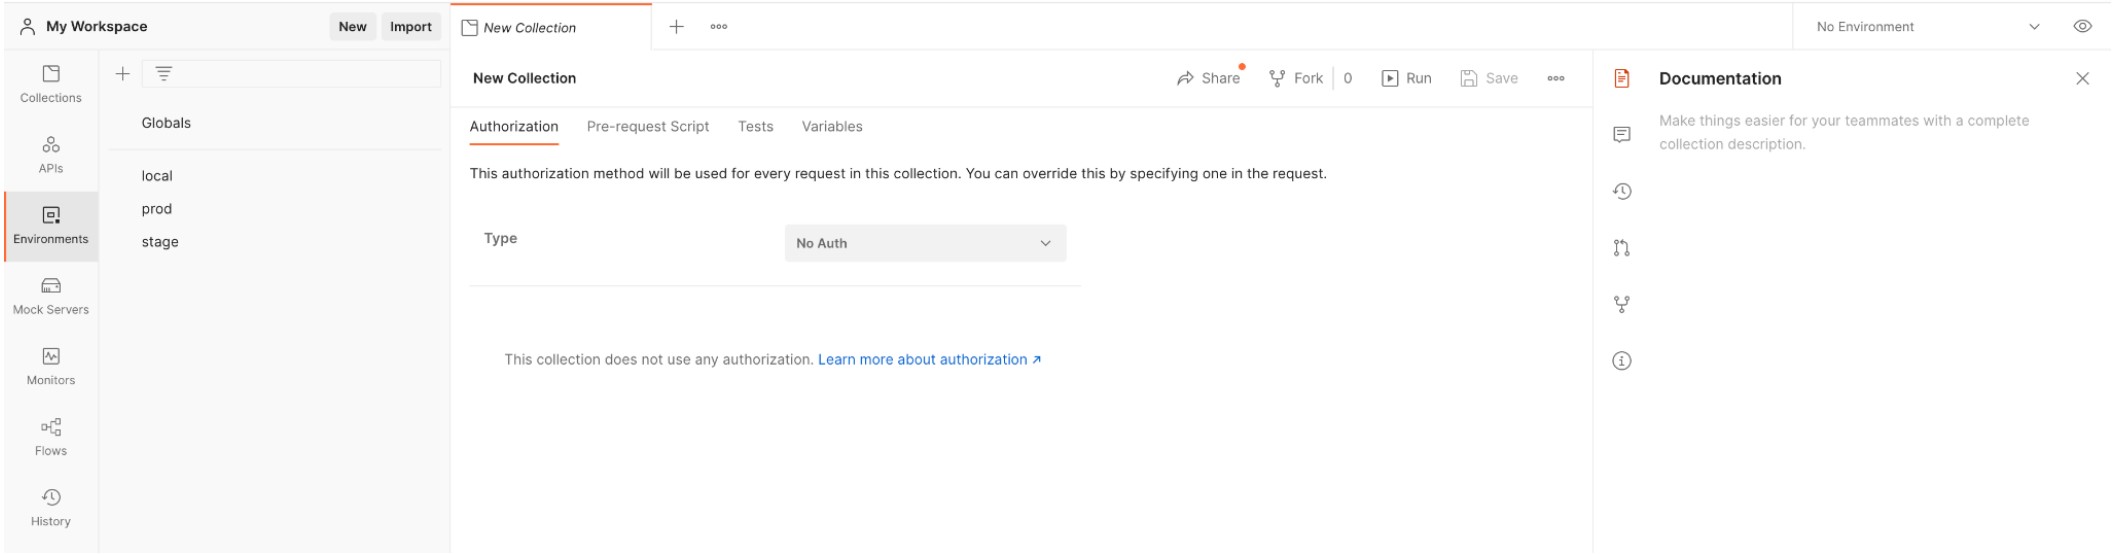 My Workspace
New
Import
New Collection
No Environment
Collections
APIs
Environments
Mock Servers
Monitors
Flows
History
Globals
local
prod
stage
New Collection
Share
Fork
0
Run
Save
Authorization
Pre-request Script
Tests
Variables
This authorization method will be used for every request in this collection. You can override this by specifying one in the request.
Type
No Auth
This collection does not use any authorization. Learn more about authorization ↗
Documentation
Make things easier for your teammates with a complete
collection description.